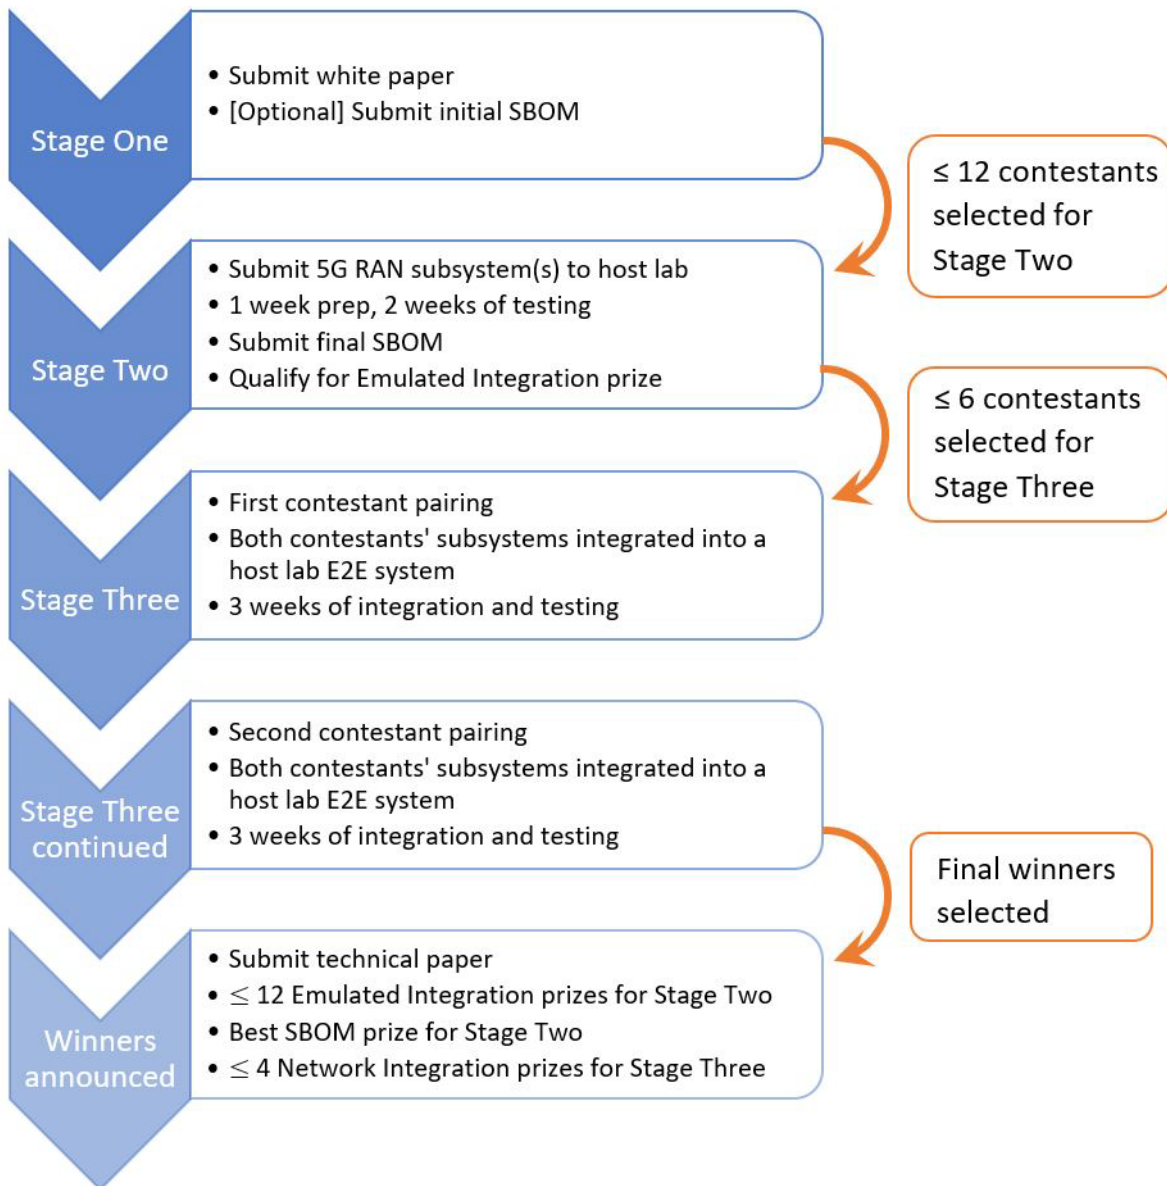 Stage One
• Submit white paper
• [Optional] Submit initial SBOM
≤ 12 contestants
selected for
Stage Two
Stage Two
• Submit 5G RAN subsystem(s) to host lab
• 1 week prep, 2 weeks of testing
• Submit final SBOM
• Qualify for Emulated Integration prize
≤ 6 contestants
selected for
Stage Three
Stage Three
• First contestant pairing
• Both contestants' subsystems integrated into a
host lab E2E system
• 3 weeks of integration and testing
Stage Three
continued
• Second contestant pairing
• Both contestants' subsystems integrated into a
host lab E2E system
• 3 weeks of integration and testing
Final winners
selected
Winners
announced
• Submit technical paper
• ≤ 12 Emulated Integration prizes for Stage Two
• Best SBOM prize for Stage Two
• ≤ 4 Network Integration prizes for Stage Three